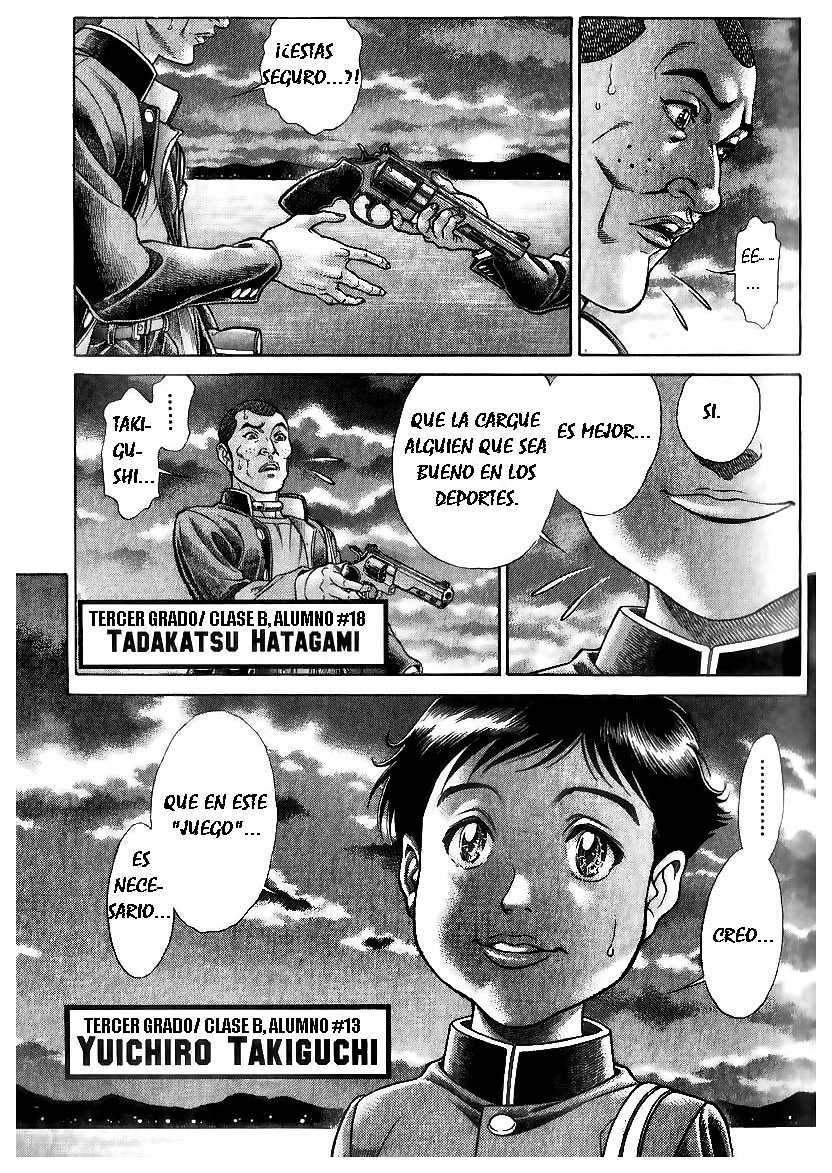 EE- -
...
¡¿ESTAS
SEGURO...?!
SI.
ES MEJOR...
QUE LA CARGUE
ALGUIEN QUE SEA
BUENO EN LOS
DEPORTES.
......
TAKI-
GU-
SHI...
TERCER GRADO/ CLASE B, ALUMNO #18
TADAKATSU HATAGAMI
........
CREO...
QUE EN ESTE
"JUEGO"...
ES
NECE-
SARIO...
TERCER GRADO/ CLASE B, ALUMNO #13
YUICHIRO TAKIGUCHI